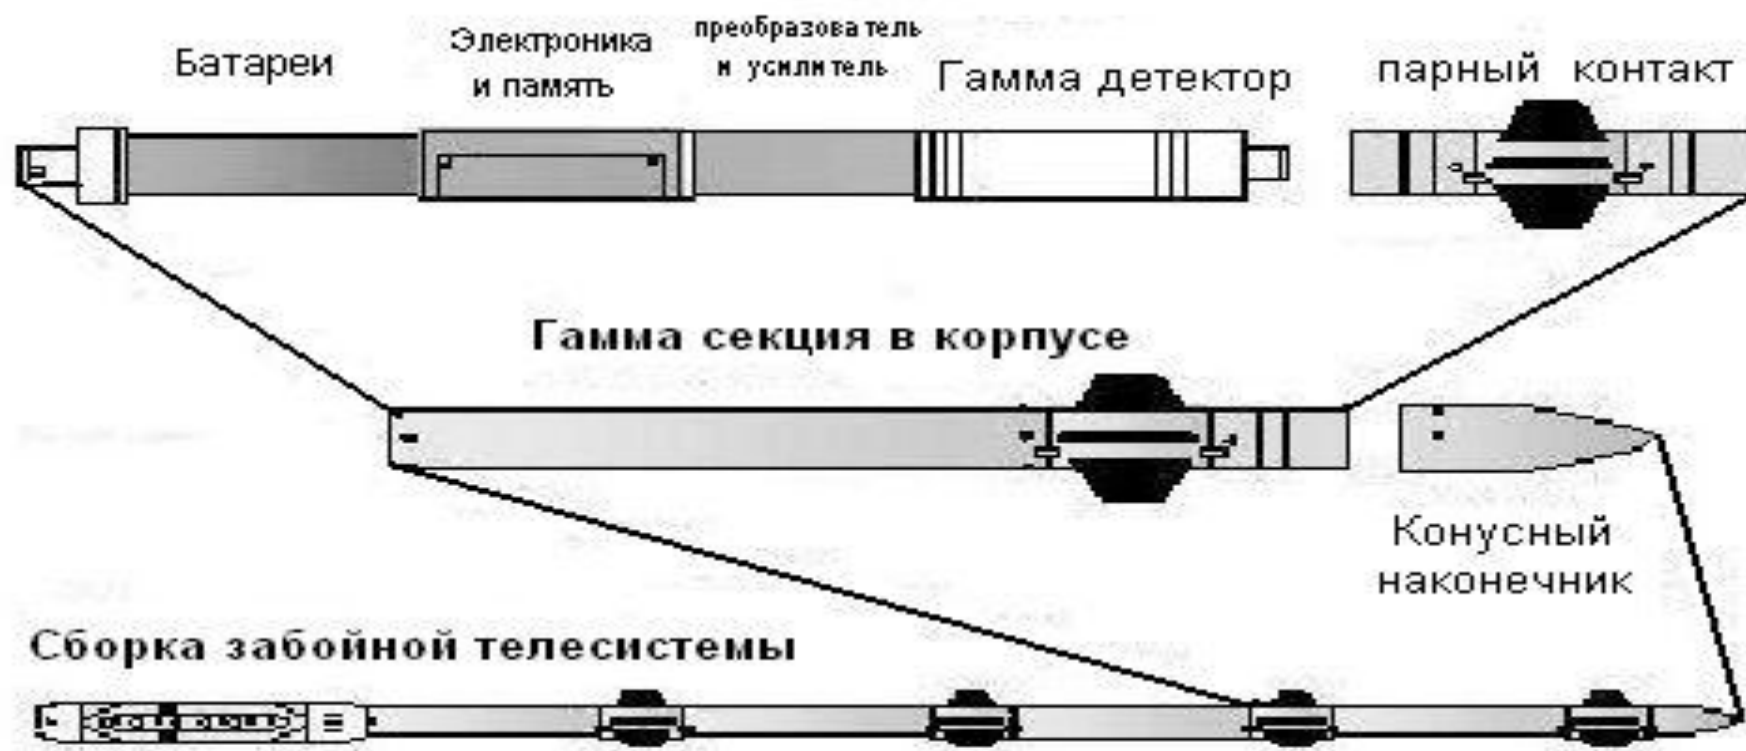 Батареи
Электроника
и память
преобразователь
и усилитель
Гамма детектор
парный контакт
Гамма секция в корпусе
Конусный
наконечник
Сборка забойной телесистемы